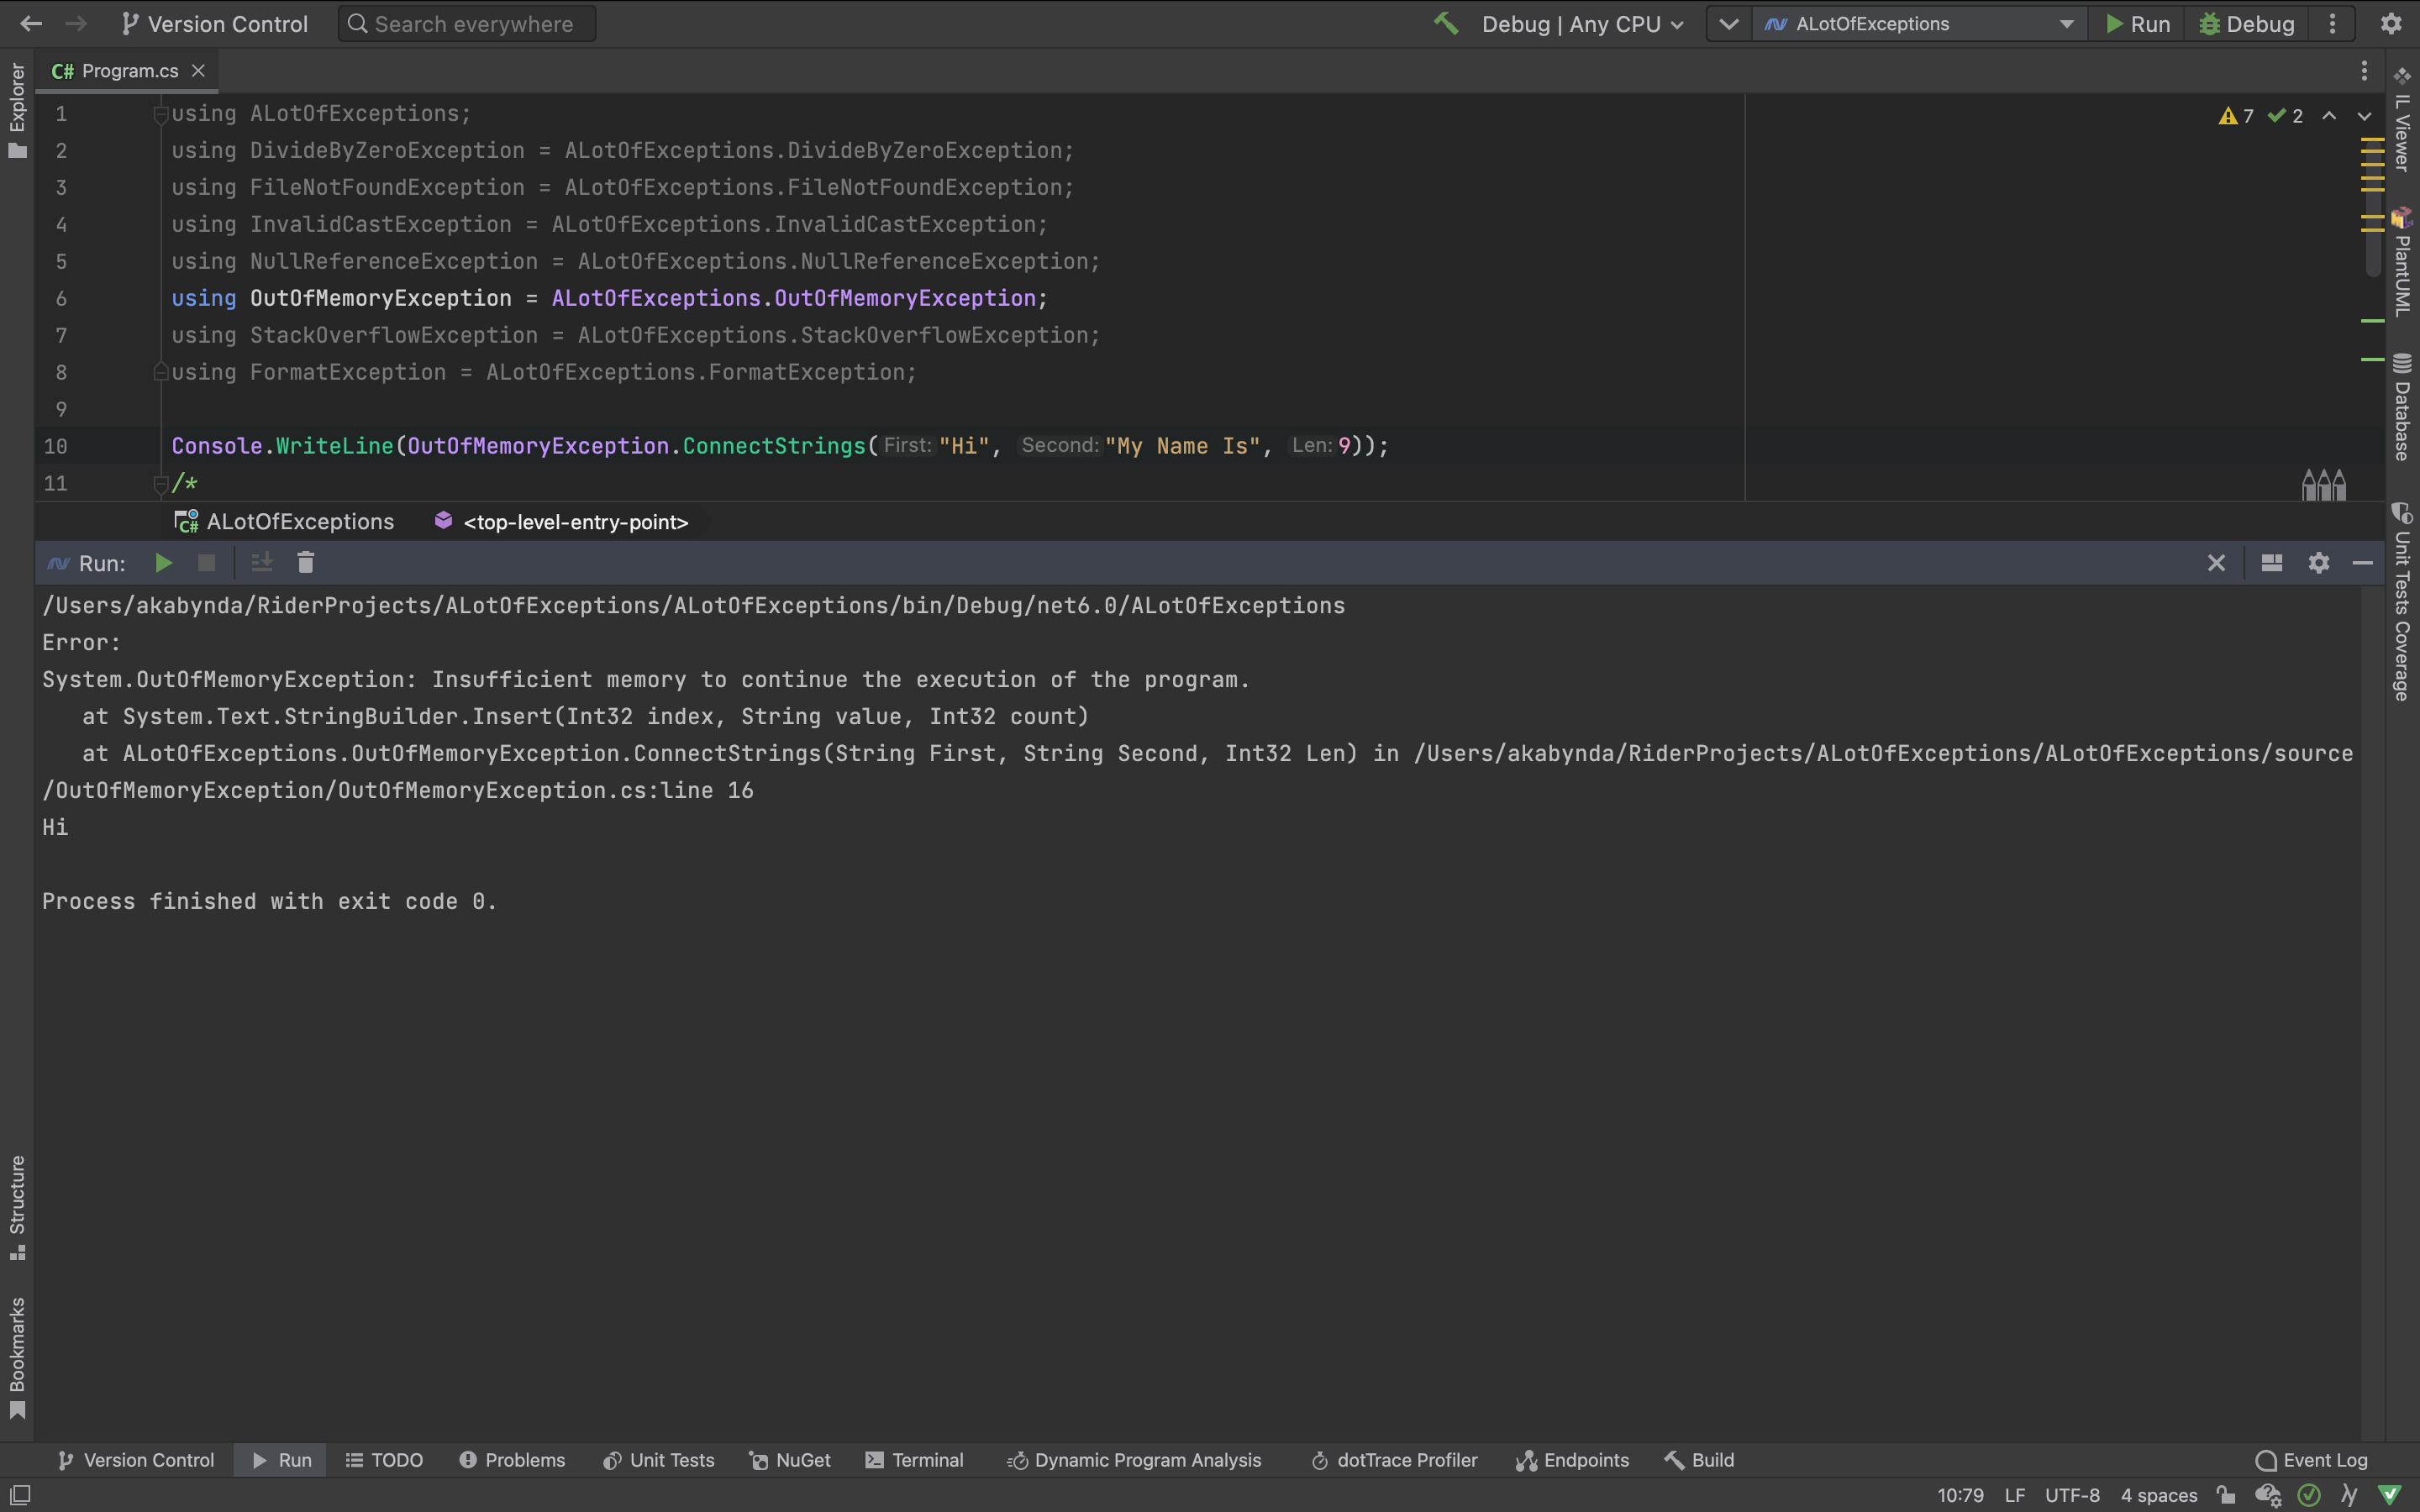 Version Control
Search everywhere
Debug | Any CPU
ALotOfExceptions
Run
Debug
Explorer
C# Program.cs
1 using ALotOfExceptions;
2 using DivideByZeroException = ALotOfExceptions.DivideByZeroException;
3 using FileNotFoundException = ALotOfExceptions.FileNotFoundException;
4 using InvalidCastException = ALotOfExceptions.InvalidCastException;
5 using NullReferenceException = ALotOfExceptions.NullReferenceException;
6 using OutOfMemoryException = ALotOfExceptions.OutOfMemoryException;
7 using StackOverflowException = ALotOfExceptions.StackOverflowException;
8 using FormatException = ALotOfExceptions.FormatException;
9
10 Console.WriteLine(OutOfMemoryException.ConnectStrings( First: "Hi", Second: "My Name Is", Len: 9));
11 /*
7 2
IL Viewer
PlantUML
Database
Unit Tests Coverage
C# ALotOfExceptions
<top-level-entry-point>
Run:
/Users/akabynda/RiderProjects/ALotOfExceptions/ALotOfExceptions/bin/Debug/net6.0/ALotOfExceptions
Error:
System.OutOfMemoryException: Insufficient memory to continue the execution of the program.
at System.Text.StringBuilder.Insert(Int32 index, String value, Int32 count)
at ALotOfExceptions.OutOfMemoryException.ConnectStrings(String First, String Second, Int32 Len) in /Users/akabynda/RiderProjects/ALotOfExceptions/ALotOfExceptions/source
/OutOfMemoryException/OutOfMemoryException.cs:line 16
Hi
Process finished with exit code 0.
Structure
Bookmarks
Version Control
Run
TODO
Problems
Unit Tests
NuGet
Terminal
Dynamic Program Analysis
dotTrace Profiler
Endpoints
Build
Event Log
10:79 LF UTF-8 4 spaces